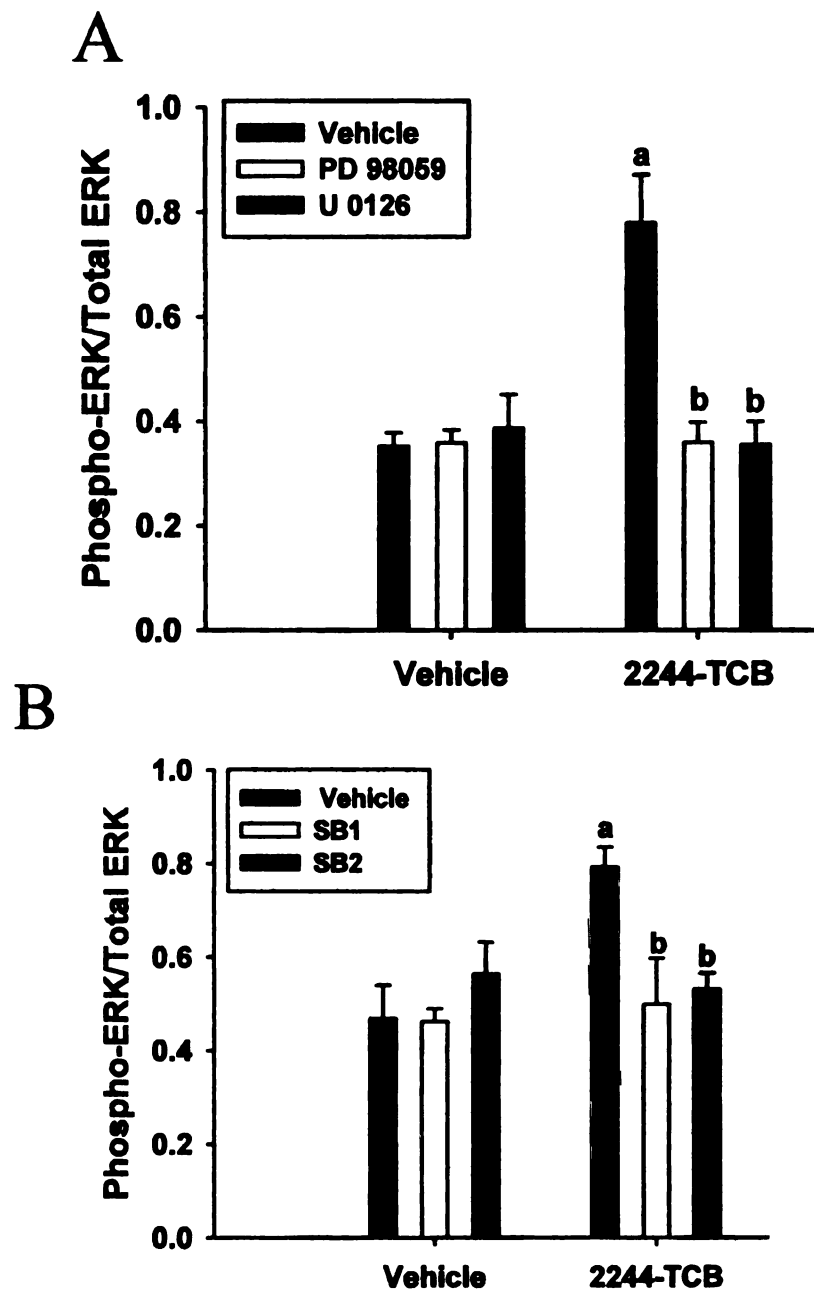 A
Phospho-ERK/Total ERK
1.0
0.8
0.6
0.4
0.2
0.0
Vehicle
PD 98059
U 0126
a
b b
Vehicle 2244-TCB
B
Phospho-ERK/Total ERK
1.0
0.8
0.6
0.4
0.2
0.0
Vehicle
SB1
SB2
a
b b
Vehicle 2244-TCB